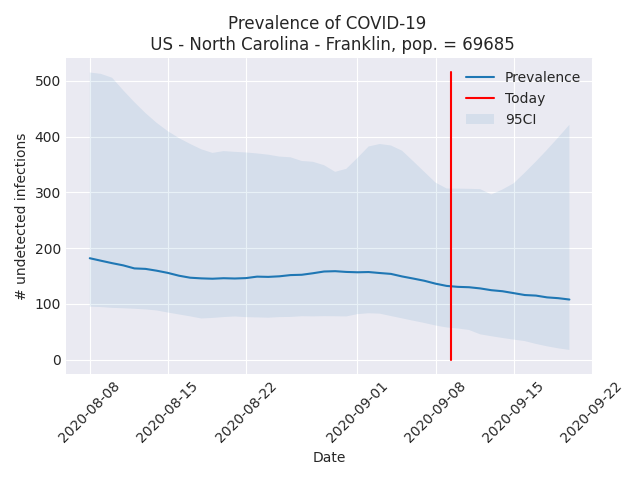 Prevalence of COVID-19
US - North Carolina - Franklin, pop. = 69685
Prevalence
Today
95CI
# undetected infections
500
400
300
200
100
0
2020-08-08
2020-08-15
2020-08-22
2020-09-01
2020-09-08
2020-09-15
2020-09-22
Date